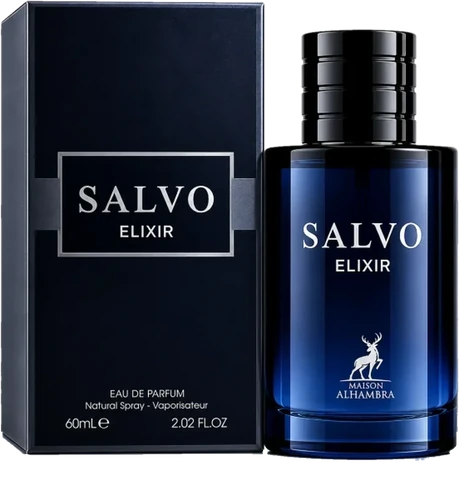 SALVO
ELIXIR
EAU DE PARFUM
Natural Spray - Vaporisateur
60mL℮ 2.02 FL.OZ
SALVO
ELIXIR
MAISON
ALHAMBRA